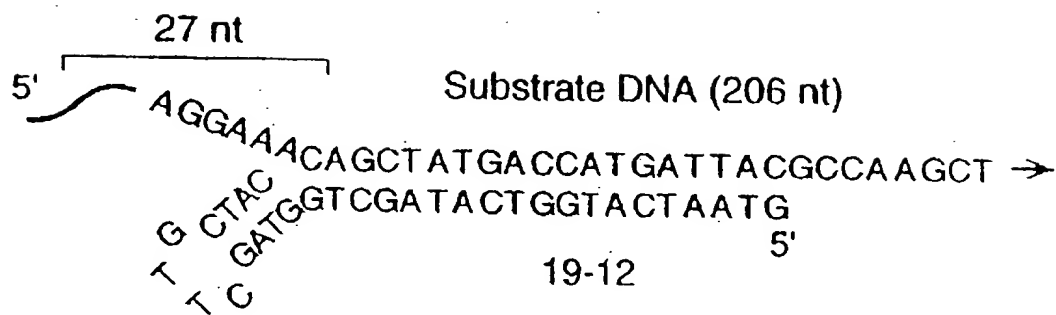 27 nt
5'
Substrate DNA (206 nt)
AGGAAACAGCTATGACCATGATTACGCCAAGCT →
CTAC
G
GATGGTCGATACTGGTACTAATG
T
T C
5'
19-12